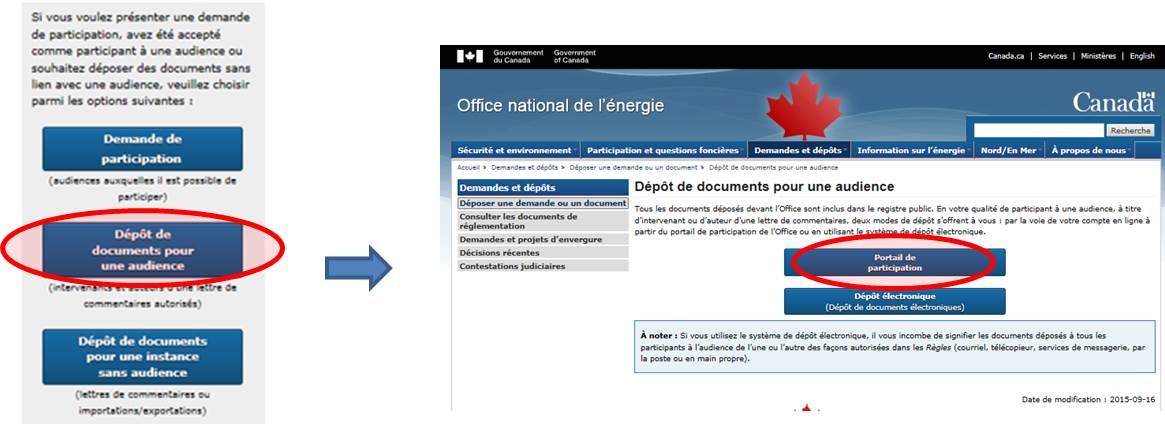 Si vous voulez présenter une demande
de participation, avez été accepté
comme participant à une audience ou
souhaitez déposer des documents sans
lien avec une audience, veuillez choisir
parmi les options suivantes :
Demande de
participation
(audiences auxquelles il est possible de
participer)
Dépôt de
documents pour
une audience
(intervenants et auteurs d'une lettre de
commentaires autorisés)
Dépôt de documents
pour une instance
sans audience
(lettres de commentaires ou
importations/exportations)
Gouvernement du Canada
Government of Canada
Canada.ca | Services | Ministères | English
Office national de l'énergie
Canada
Recherche
Sécurité et environnement Participation et questions foncières Demandes et dépôts Information sur l'énergie Nord/En Mer À propos de nous
Accueil > Demandes et dépôts > Déposer une demande ou un document > Dépôt de documents pour une audience
Demandes et dépôts
Déposer une demande ou un document
Consulter les documents de
réglementation
Demandes et projets d'envergure
Décisions récentes
Contestations judiciaires
Dépôt de documents pour une audience
Tous les documents déposés devant l'Office sont inclus dans le registre public. En votre qualité de participant à une audience, à titre
d'intervenant ou d'auteur d'une lettre de commentaires, deux modes de dépôt s'offrent à vous : par la voie de votre compte en ligne à
partir du portail de participation de l'Office ou en utilisant le système de dépôt électronique.
Portail de
participation
Dépôt électronique
(Dépôt de documents électroniques)
À noter : Si vous utilisez le système de dépôt électronique, il vous incombe de signifier les documents déposés à tous les
participants à l'audience de l'une ou l'autre des façons autorisées dans les Règles (courriel, télécopieur, services de messagerie, par
la poste ou en main propre).
Date de modification : 2015-09-16